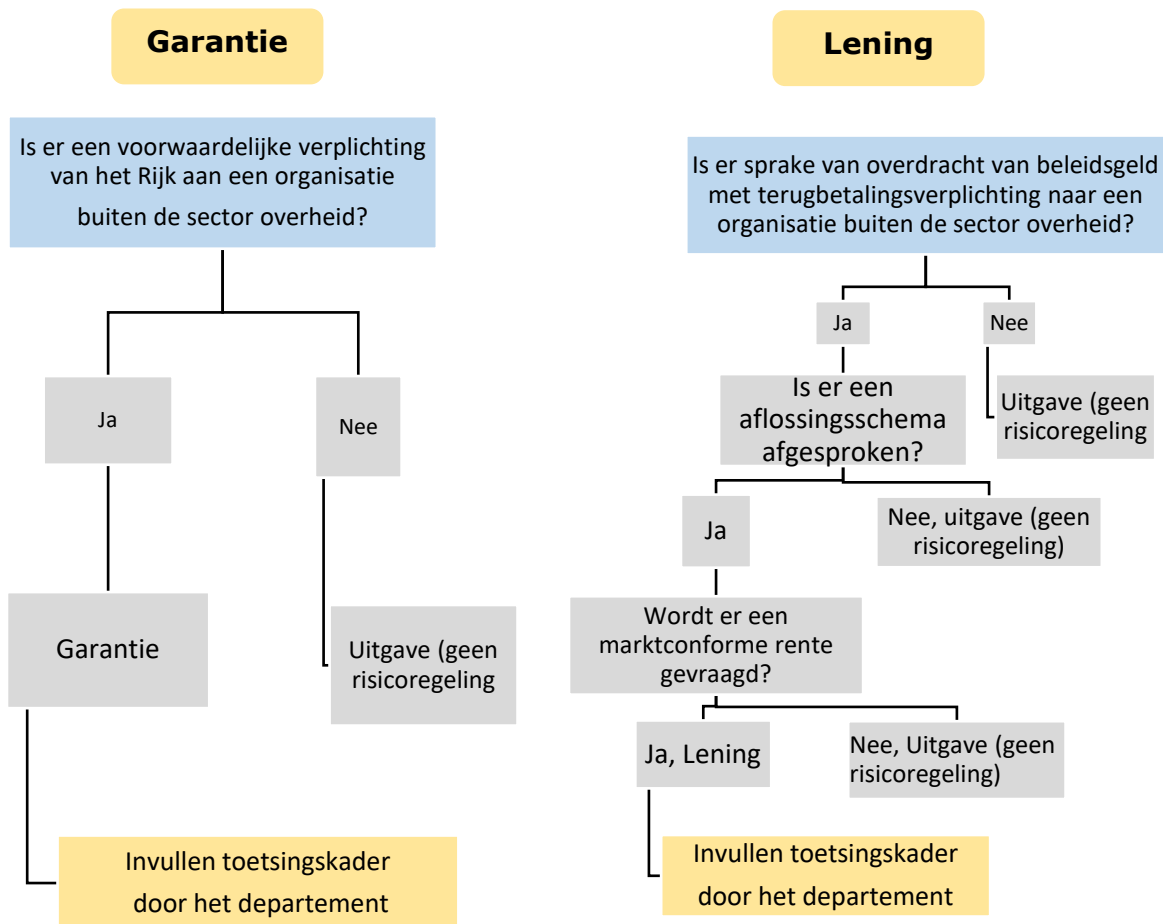 Garantie
Is er een voorwaardelijke verplichting
van het Rijk aan een organisatie
buiten de sector overheid?
Ja
Nee
Garantie
Uitgave (geen
risicoregeling
Invullen toetsingskader
door het departement
Lening
Is er sprake van overdracht van beleidsgeld
met terugbetalingsverplichting naar een
organisatie buiten de sector overheid?
Ja
Nee
Is er een
aflossingsschema
afgesproken?
Uitgave (geen
risicoregeling
Ja
Nee, uitgave (geen
risicoregeling)
Wordt er een
marktconforme rente
gevraagd?
Ja, Lening
Nee, Uitgave (geen
risicoregeling)
Invullen toetsingskader
door het departement